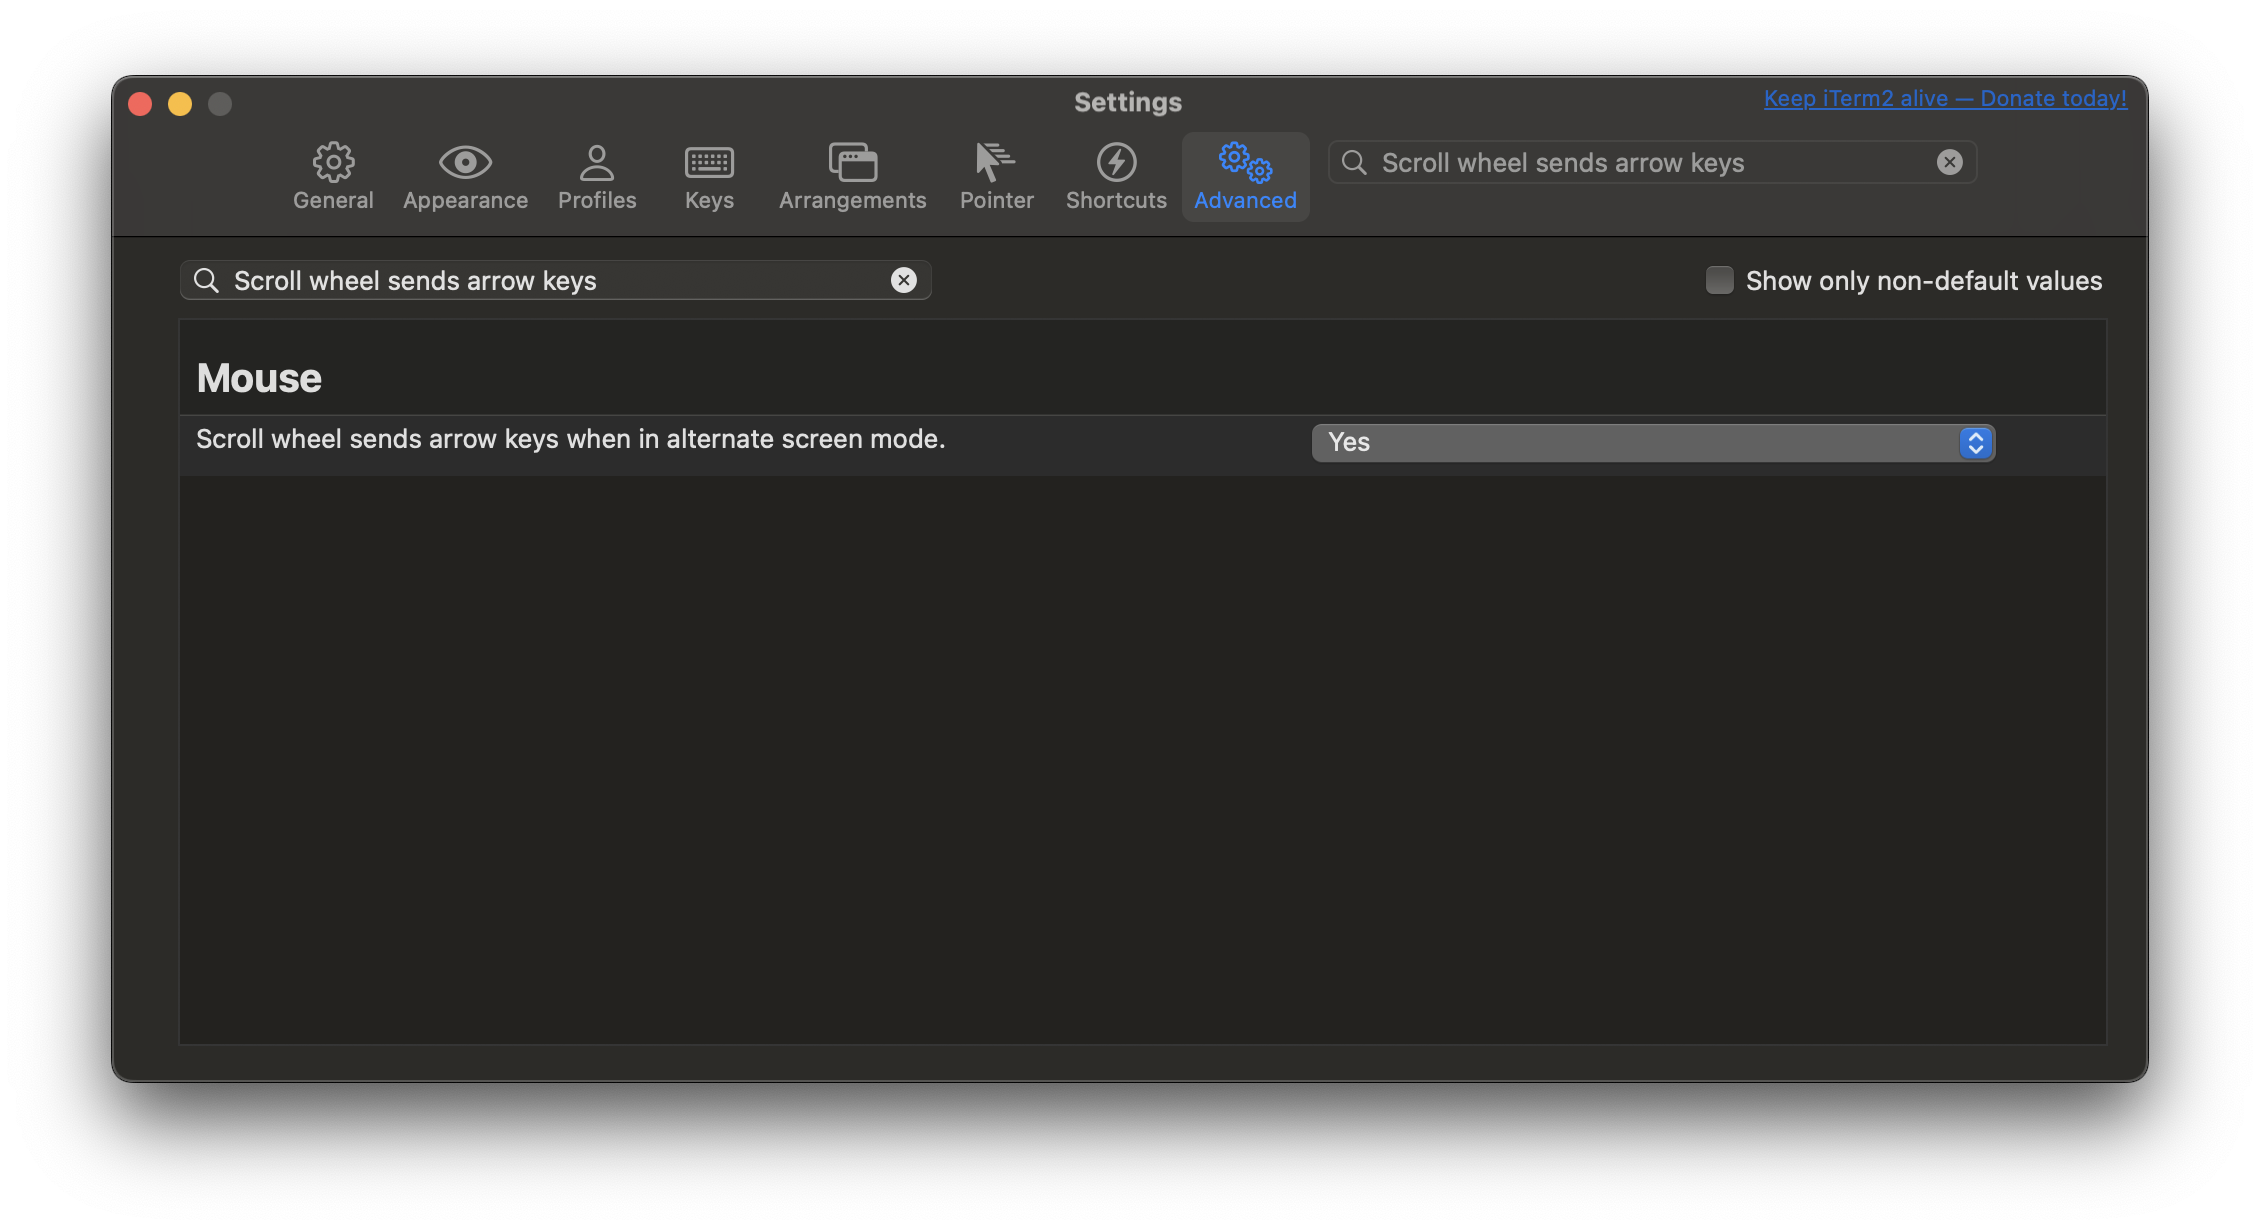 Settings
Keep iTerm2 alive — Donate today!
General
Appearance
Profiles
Keys
Arrangements
Pointer
Shortcuts
Advanced
Scroll wheel sends arrow keys
Scroll wheel sends arrow keys
Show only non-default values
Mouse
Scroll wheel sends arrow keys when in alternate screen mode.
Yes